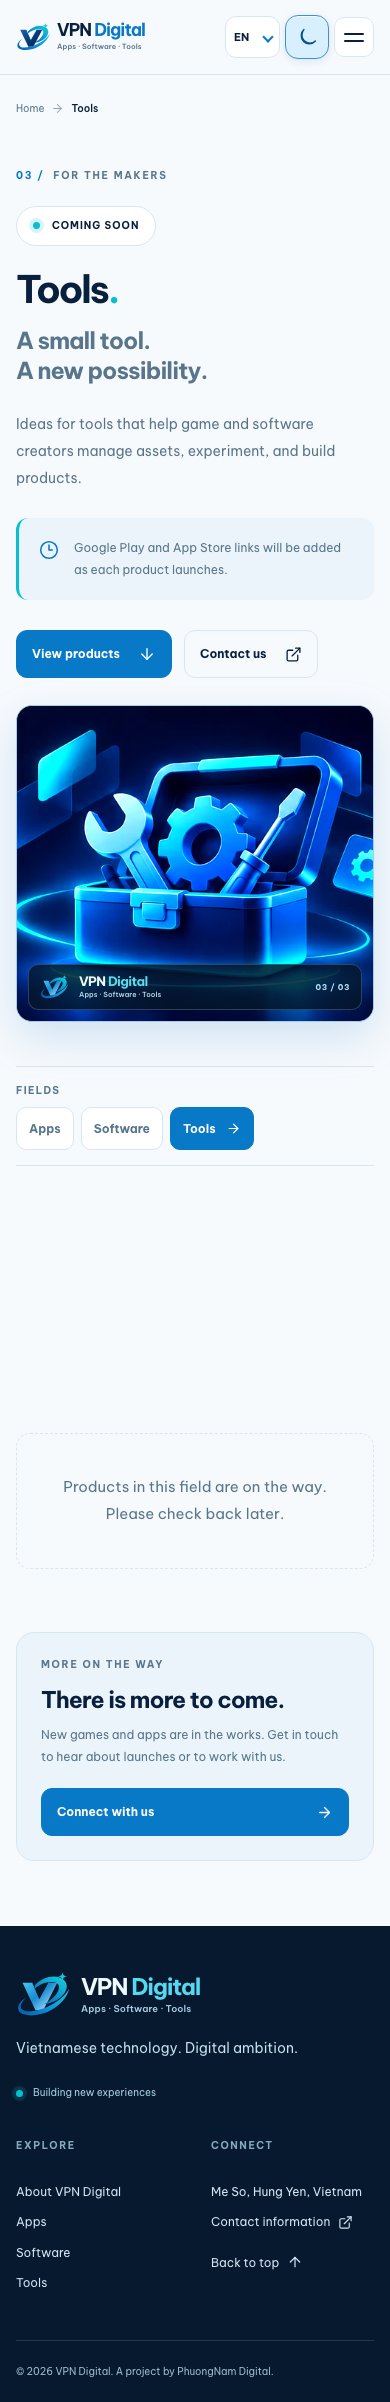 VPN Digital
Apps · Software · Tools
EN
Home → Tools
03 / FOR THE MAKERS
COMING SOON
Tools.
A small tool.
A new possibility.
Ideas for tools that help game and software
creators manage assets, experiment, and build
products.
Google Play and App Store links will be added
as each product launches.
View products
Contact us
VPN Digital
Apps · Software · Tools
03 / 03
FIELDS
Apps
Software
Tools
Products in this field are on the way.
Please check back later.
MORE ON THE WAY
There is more to come.
New games and apps are in the works. Get in touch
to hear about launches or to work with us.
Connect with us
VPN Digital
Apps · Software · Tools
Vietnamese technology. Digital ambition.
Building new experiences
EXPLORE
About VPN Digital
Apps
Software
Tools
CONNECT
Me So, Hung Yen, Vietnam
Contact information
Back to top
© 2026 VPN Digital. A project by PhuongNam Digital.